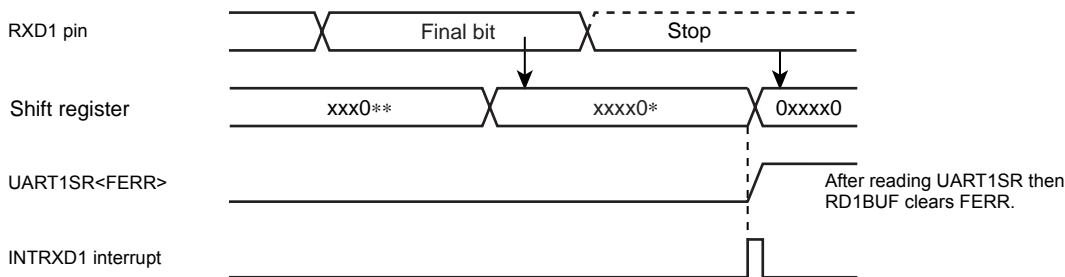 RXD1 pin
Final bit
Stop
Shift register
xxx0**
xxxx0*
0xxxx0
UART1SR<FERR>
After reading UART1SR then
RD1BUF clears FERR.
INTRXD1 interrupt